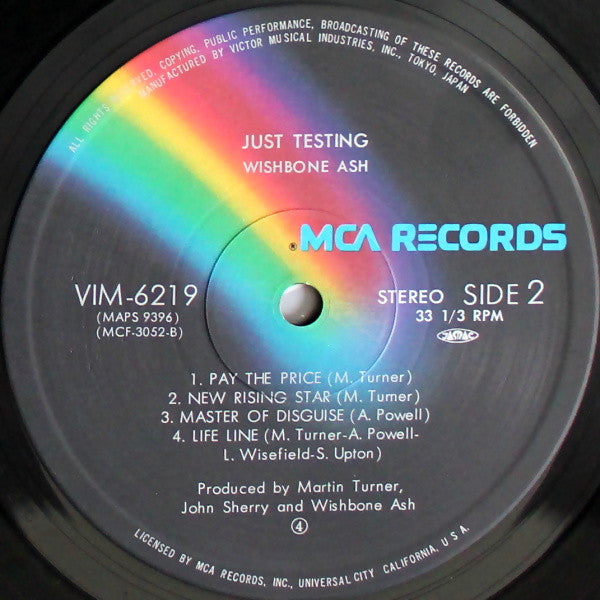 ALL RIGHTS RESERVED. COPYING, PUBLIC PERFORMANCE, BROADCASTING OF THESE RECORDS ARE FORBIDDEN
MANUFACTURED BY VICTOR MUSICAL INDUSTRIES, INC., TOKYO, JAPAN
JUST TESTING
WISHBONE ASH
® MCA RECORDS
VIM-6219
(MAPS 9396)
(MCF-3052-B)
STEREO SIDE 2
33 1/3 RPM
JASRAC
1. PAY THE PRICE (M. Turner)
2. NEW RISIING STAR (M. Turner)
3. MASTER OF DISGUISE (A. Powell)
4. LIFE LINE (M. Turner-A. Powell-
L. Wisefield-S. Upton)
Produced by Martin Turner,
John Sherry and Wishbone Ash
④
LICENSED BY MCA RECORDS, INC., UNIVERSAL CITY, CALIFORNIA, U.S.A.